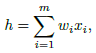 h = \sum_{i=1}^{m} w_i x_i,